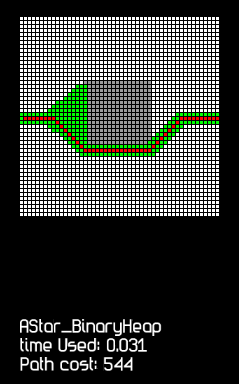 AStar_BinaryHeap
time Used: 0.031
Path cost: 544